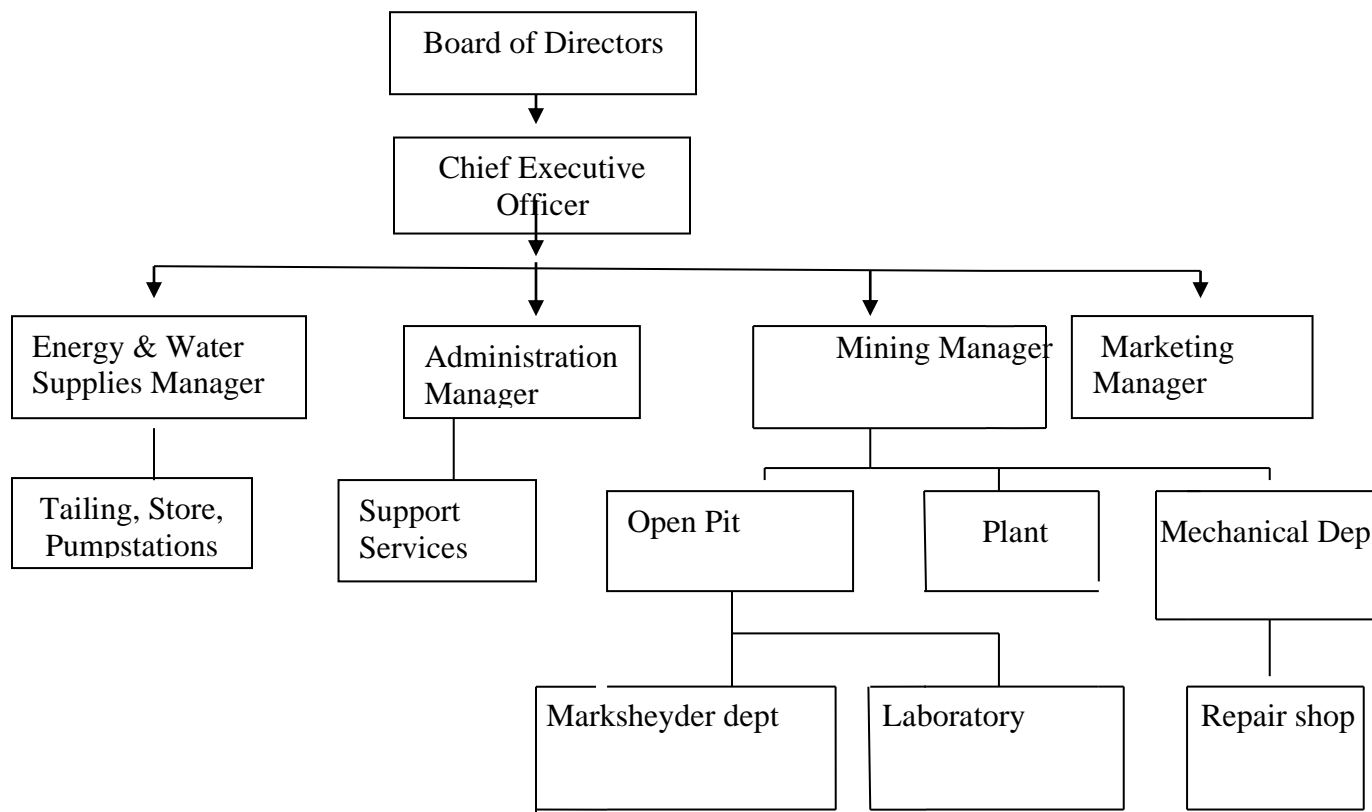 Board of Directors
Chief Executive
Officer
Energy & Water
Supplies Manager
Administration
Manager
Mining Manager
Marketing
Manager
Tailing, Store,
Pumpstations
Support
Services
Open Pit
Plant
Mechanical Dep
Marksheyder dept
Laboratory
Repair shop